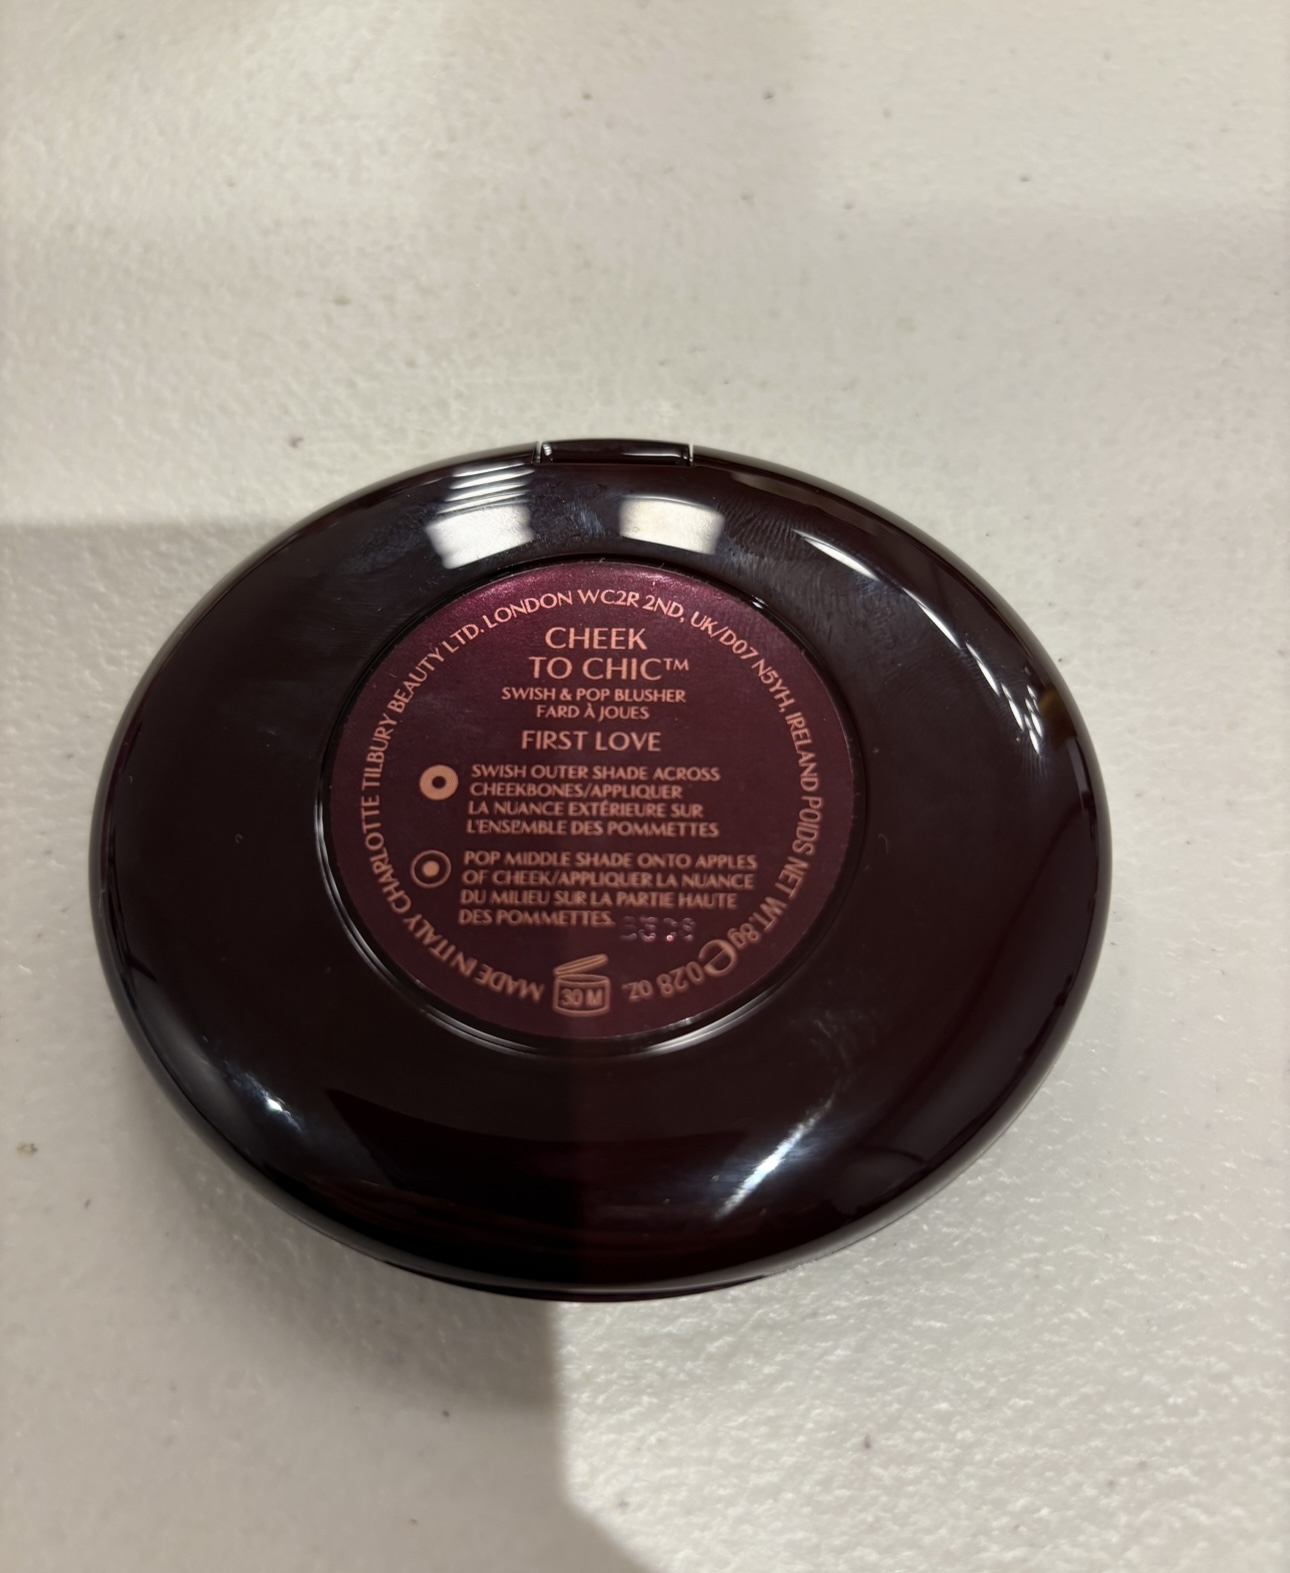 CHEEK
TO CHIC™
SWISH & POP BLUSHER
FARD À JOUES
FIRST LOVE
SWISH OUTER SHADE ACROSS
CHEEKBONES/APPLIQUER
LA NUANCE EXTÉRIEURE SUR
L'ENSEMBLE DES POMMETTES
POP MIDDLE SHADE ONTO APPLES
OF CHEEK/APPLIQUER LA NUANCE
DU MILIEU SUR LA PARTIE HAUTE
DES POMMETTES.
30 M
MADE IN ITALY CHARLOTTE TILBURY BEAUTY LTD. LONDON WC2R 2ND, UK/D07 N5YH, IRELAND POIDS NET WT. 8g e 0.28 OZ.